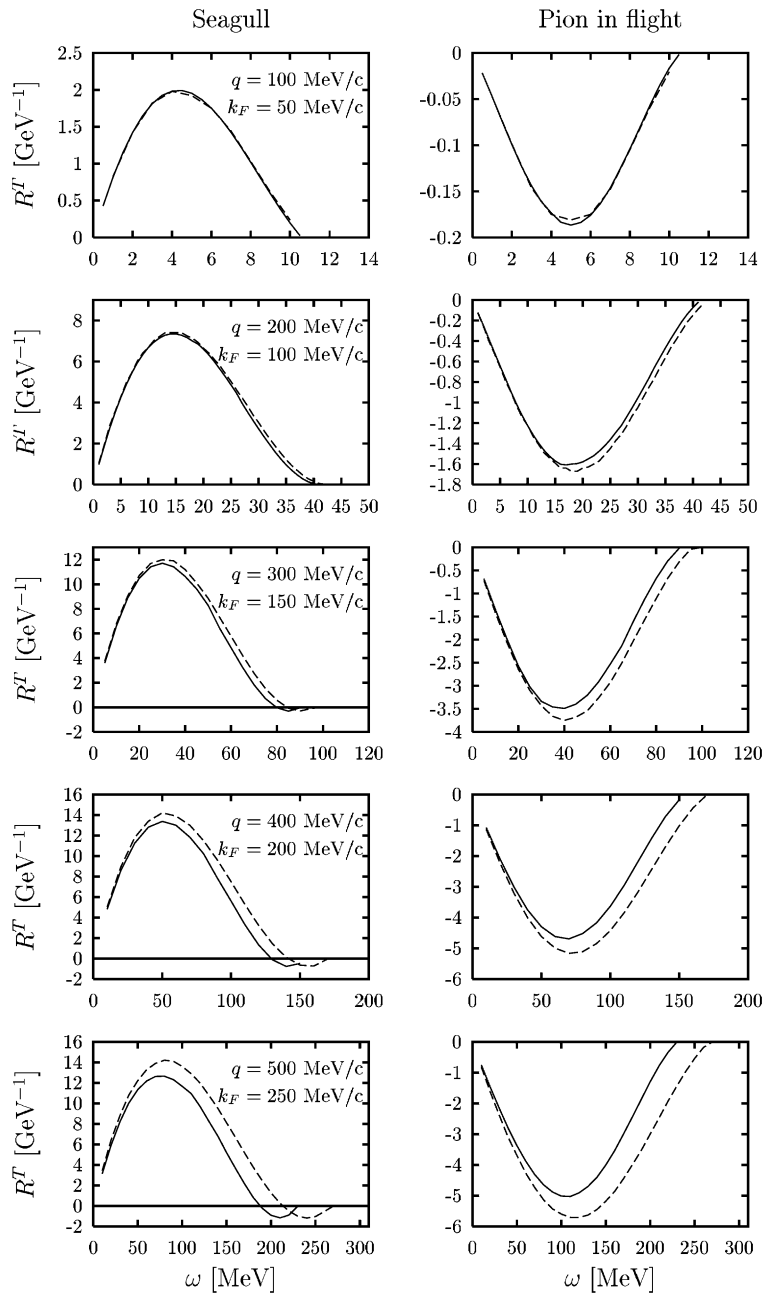 Seagull
Pion in flight
R^T [GeV⁻¹]
2.5
2
1.5
1
0.5
0
q = 100 MeV/c
k_F = 50 MeV/c
0 2 4 6 8 10 12 14
0
-0.05
-0.1
-0.15
-0.2
0 2 4 6 8 10 12 14
R^T [GeV⁻¹]
8
6
4
2
0
q = 200 MeV/c
k_F = 100 MeV/c
0 5 10 15 20 25 30 35 40 45 50
0
-0.2
-0.4
-0.6
-0.8
-1
-1.2
-1.4
-1.6
-1.8
0 5 10 15 20 25 30 35 40 45 50
R^T [GeV⁻¹]
12
10
8
6
4
2
0
-2
q = 300 MeV/c
k_F = 150 MeV/c
0 20 40 60 80 100 120
0
-0.5
-1
-1.5
-2
-2.5
-3
-3.5
-4
0 20 40 60 80 100 120
R^T [GeV⁻¹]
16
14
12
10
8
6
4
2
0
-2
q = 400 MeV/c
k_F = 200 MeV/c
0 50 100 150 200
0
-1
-2
-3
-4
-5
-6
0 50 100 150 200
R^T [GeV⁻¹]
16
14
12
10
8
6
4
2
0
-2
q = 500 MeV/c
k_F = 250 MeV/c
0 50 100 150 200 250 300
ω [MeV]
0
-1
-2
-3
-4
-5
-6
0 50 100 150 200 250 300
ω [MeV]